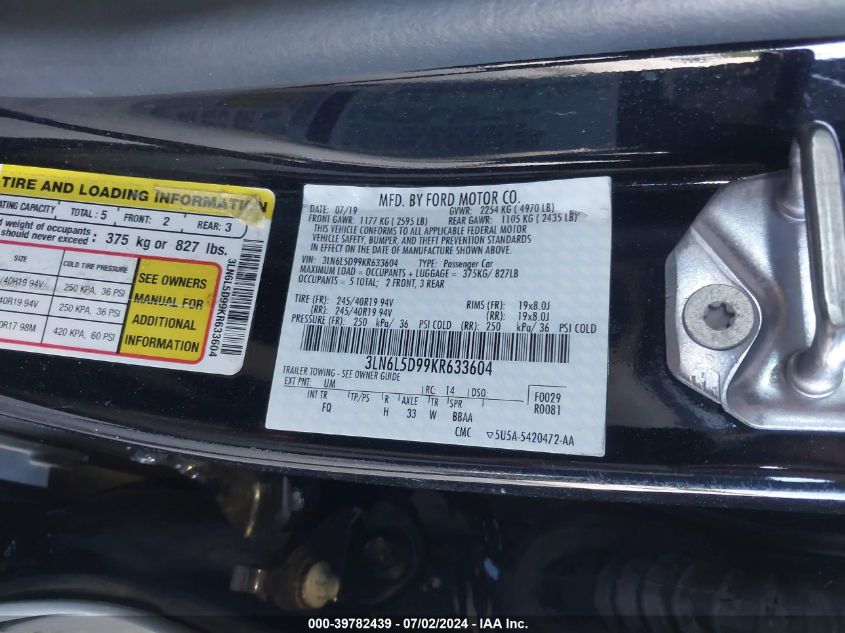 TIRE AND LOADING INFORMATION
ATING CAPACITY TOTAL: 5 FRONT: 2 REAR: 3
d weight of occupants
should never exceed : 375 kg or 827 lbs.
SIZE COLD TIRE PRESSURE
/40R19 94V 250 KPA, 36 PSI
/40R19 94V 250 KPA, 36 PSI
0R17 98M 420 KPA, 60 PSI
SEE OWNERS
MANUAL FOR
ADDITIONAL
INFORMATION
3LN6L5D99KR633604
MFD. BY FORD MOTOR CO.
DATE: 07/19 GVWR: 2254 KG ( 4970 LB)
FRONT GAWR: 1177 KG ( 2595 LB) REAR GAWR: 1105 KG ( 2435 LB)
THIS VEHICLE CONFORMS TO ALL APPLICABLE FEDERAL MOTOR
VEHICLE SAFETY, BUMPER, AND THEFT PREVENTION STANDARDS
IN EFFECT ON THE DATE OF MANUFACTURE SHOWN ABOVE.
VIN: 3LN6L5D99KR633604 TYPE: Passenger Car
MAXIMUM LOAD = OCCUPANTS + LUGGAGE = 375KG/ 827LB
OCCUPANTS = 5 TOTAL: 2 FRONT, 3 REAR
TIRE (FR): 245/40R19 94V RIMS (FR): 19x8.0J
(RR): 245/40R19 94V (RR): 19x8.0J
PRESSURE (FR): 250 kPa/ 36 PSI COLD (RR): 250 kPa/ 36 PSI COLD
3LN6L5D99KR633604
TRAILER TOWING - SEE OWNER GUIDE
EXT PNT: UM RC: 14 DSO: F0029
INT TR TP/PS R AXLE TR SPR R0081
FQ H 33 W BBAA
CMC ▽5U5A-5420472-AA
000-39782439 - 07/02/2024 - IAA Inc.